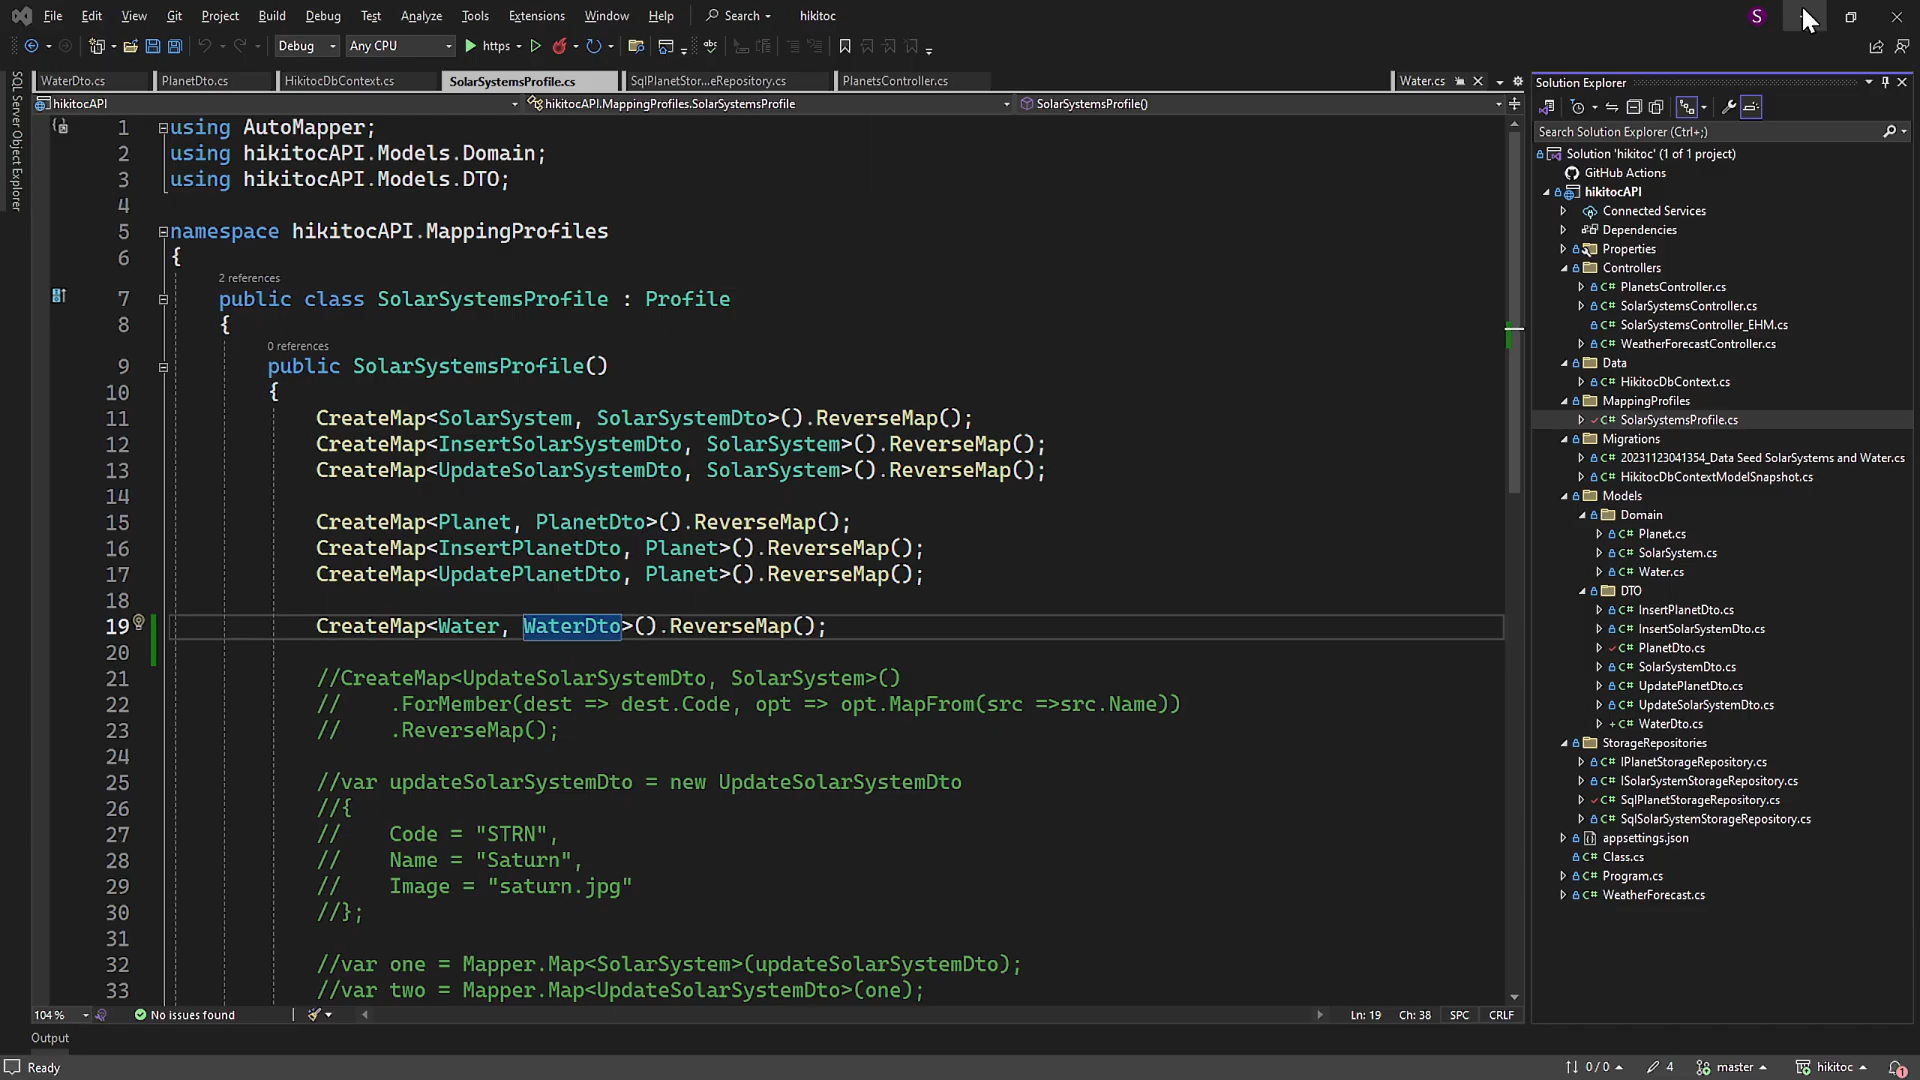 File Edit View Git Project Build Debug Test Analyze Tools Extensions Window Help Search hikitoc S
Debug Any CPU https
SQL Server Object Explorer
WaterDto.cs PlanetDto.cs HikitocDbContext.cs SolarSystemsProfile.cs SqlPlanetStor...eRepository.cs PlanetsController.cs Water.cs
hikitocAPI hikitocAPI.MappingProfiles.SolarSystemsProfile SolarSystemsProfile()
1 using AutoMapper;
2 using hikitocAPI.Models.Domain;
3 using hikitocAPI.Models.DTO;
4
5 namespace hikitocAPI.MappingProfiles
6 {
2 references
7 public class SolarSystemsProfile : Profile
8 {
0 references
9 public SolarSystemsProfile()
10 {
11 CreateMap<SolarSystem, SolarSystemDto>().ReverseMap();
12 CreateMap<InsertSolarSystemDto, SolarSystem>().ReverseMap();
13 CreateMap<UpdateSolarSystemDto, SolarSystem>().ReverseMap();
14
15 CreateMap<Planet, PlanetDto>().ReverseMap();
16 CreateMap<InsertPlanetDto, Planet>().ReverseMap();
17 CreateMap<UpdatePlanetDto, Planet>().ReverseMap();
18
19 CreateMap<Water, WaterDto>().ReverseMap();
20
21 //CreateMap<UpdateSolarSystemDto, SolarSystem>()
22 // .ForMember(dest => dest.Code, opt => opt.MapFrom(src =>src.Name))
23 // .ReverseMap();
24
25 //var updateSolarSystemDto = new UpdateSolarSystemDto
26 //{
27 // Code = "STRN",
28 // Name = "Saturn",
29 // Image = "saturn.jpg"
30 //};
31
32 //var one = Mapper.Map<SolarSystem>(updateSolarSystemDto);
33 //var two = Mapper.Map<UpdateSolarSystemDto>(one);
104 % No issues found Ln: 19 Ch: 38 SPC CRLF
Output
Ready 0 / 0 4 master hikitoc 1
Solution Explorer
Search Solution Explorer (Ctrl+;)
Solution 'hikitoc' (1 of 1 project)
GitHub Actions
hikitocAPI
Connected Services
Dependencies
Properties
Controllers
C# PlanetsController.cs
C# SolarSystemsController.cs
C# SolarSystemsController_EHM.cs
C# WeatherForecastController.cs
Data
C# HikitocDbContext.cs
MappingProfiles
C# SolarSystemsProfile.cs
Migrations
C# 20231123041354_Data Seed SolarSystems and Water.cs
C# HikitocDbContextModelSnapshot.cs
Models
Domain
C# Planet.cs
C# SolarSystem.cs
C# Water.cs
DTO
C# InsertPlanetDto.cs
C# InsertSolarSystemDto.cs
C# PlanetDto.cs
C# SolarSystemDto.cs
C# UpdatePlanetDto.cs
C# UpdateSolarSystemDto.cs
+ C# WaterDto.cs
StorageRepositories
C# IPlanetStorageRepository.cs
C# ISolarSystemStorageRepository.cs
C# SqlPlanetStorageRepository.cs
C# SqlSolarSystemStorageRepository.cs
appsettings.json
C# Class.cs
C# Program.cs
C# WeatherForecast.cs